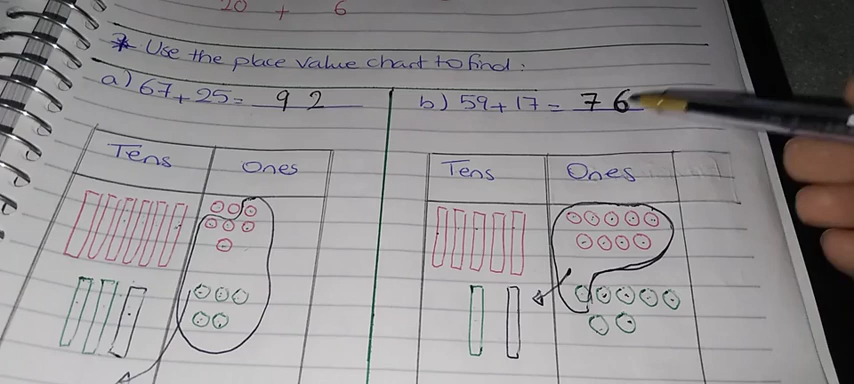 20 + 6
* Use the place value chart to find:
a) 67+25= 92
b) 59+17= 76
Tens Ones
Tens Ones